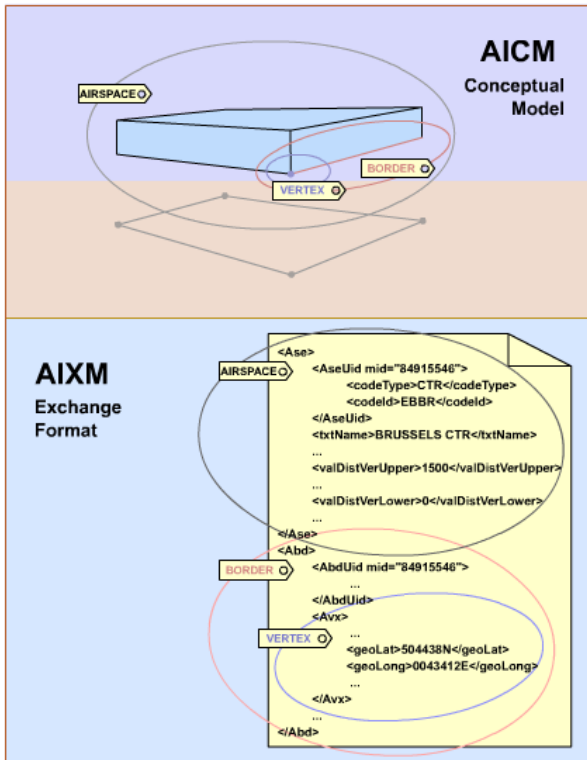 AICM
Conceptual
Model
AIRSPACE
BORDER
VERTEX
AIXM
Exchange
Format
<Ase>
AIRSPACE
<AseUid mid="84915546">
<codeType>CTR</codeType>
<codeId>EBBR</codeId>
</AseUid>
<txtName>BRUSSELS CTR</txtName>
...
<valDistVerUpper>1500</valDistVerUpper>
...
<valDistVerLower>0</valDistVerLower>
...
</Ase>
<Abd>
BORDER
<AbdUid mid="84915546">
...
</AbdUid>
<Avx>
VERTEX
...
<geoLat>504438N</geoLat>
<geoLong>0043412E</geoLong>
...
</Avx>
...
</Abd>